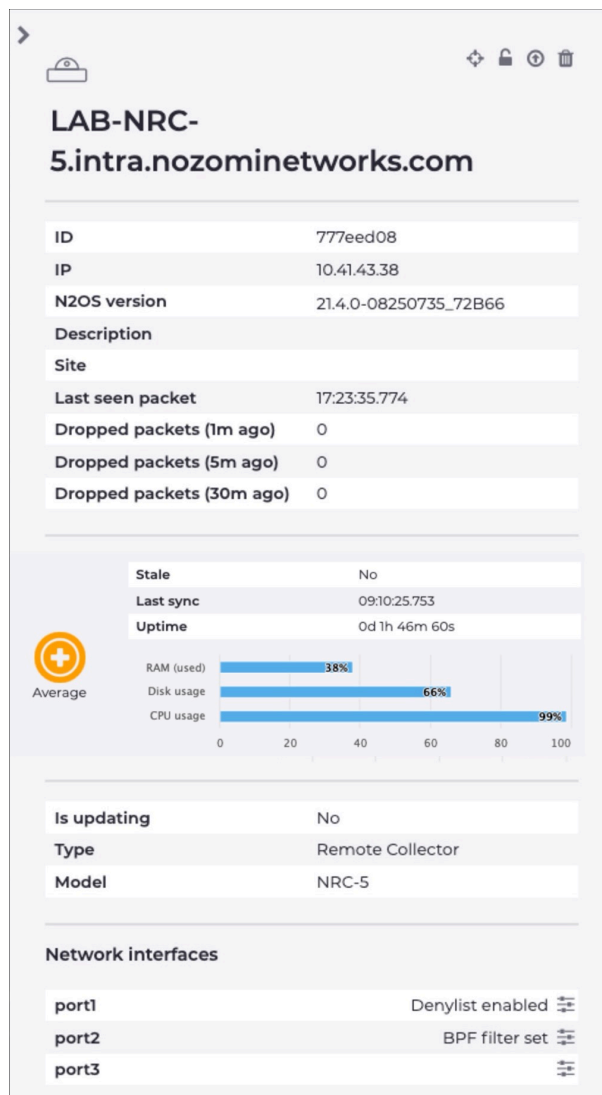 LAB-NRC-
5.intra.nozominetworks.com
ID 777eed08
IP 10.41.43.38
N2OS version 21.4.0-08250735_72B66
Description
Site
Last seen packet 17:23:35.774
Dropped packets (1m ago) 0
Dropped packets (5m ago) 0
Dropped packets (30m ago) 0
Stale No
Last sync 09:10:25.753
Uptime 0d 1h 46m 60s
Average
RAM (used) 38%
Disk usage 66%
CPU usage 99%
0 20 40 60 80 100
Is updating No
Type Remote Collector
Model NRC-5
Network interfaces
port1 Denylist enabled
port2 BPF filter set
port3